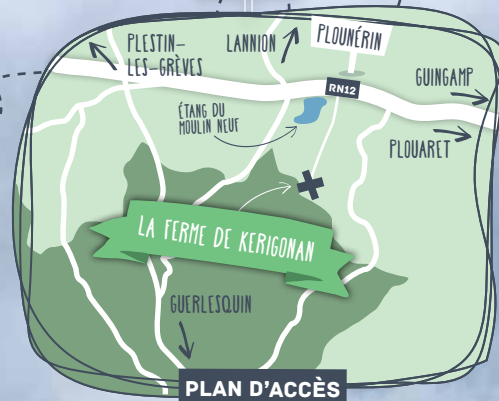 PLESTIN-
LES-GRÈVES
LANNION
PLOUNÉRIN
GUINGAMP
RN12
ÉTANG DU
MOULIN NEUF
PLOUARET
LA FERME DE KERIGONAN
GUERLESQUIN
PLAN D'ACCÈS